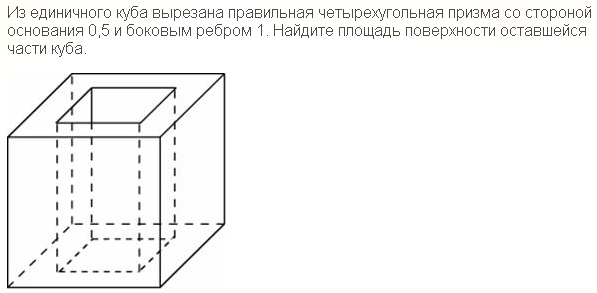 Из единичного куба вырезана правильная четырехугольная призма со стороной
основания 0,5 и боковым ребром 1. Найдите площадь поверхности оставшейся
части куба.